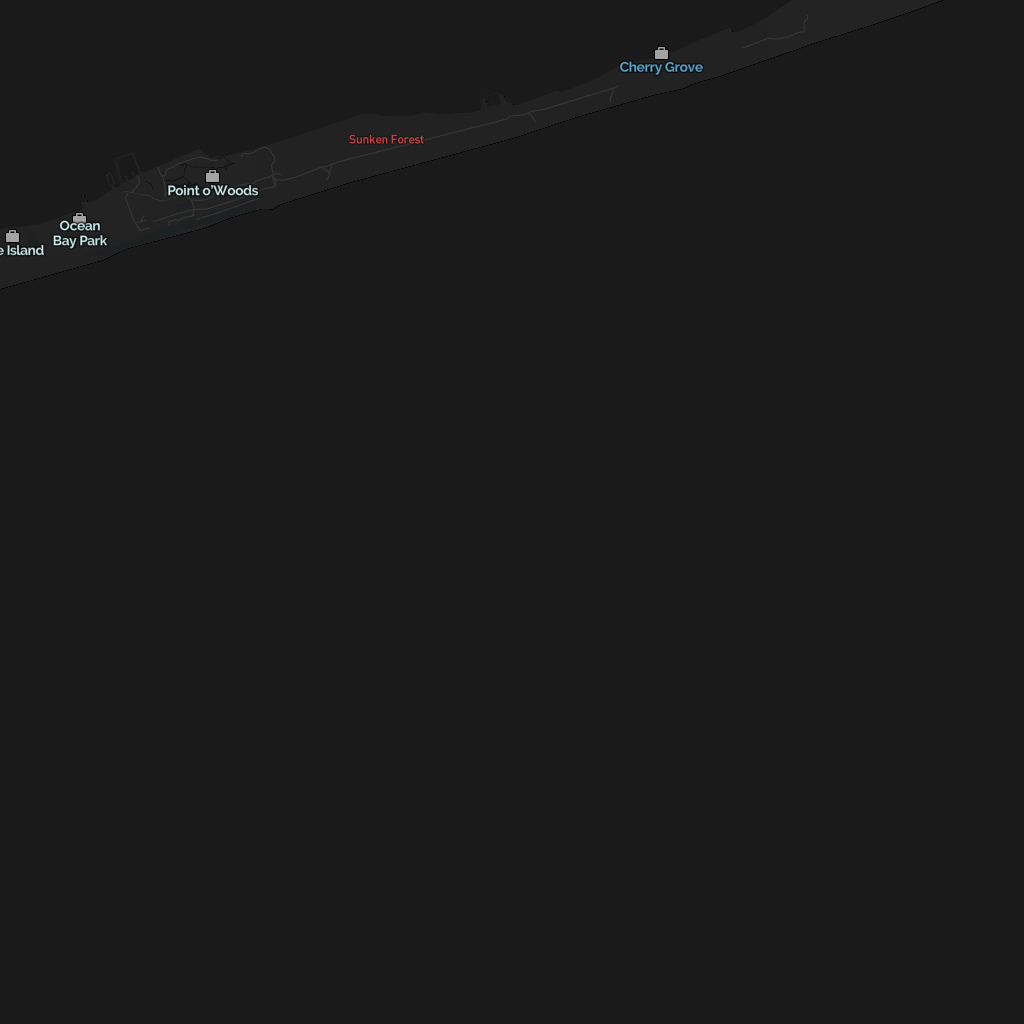 Cherry Grove
Sunken Forest
Point o'Woods
Ocean
Bay Park
e Island